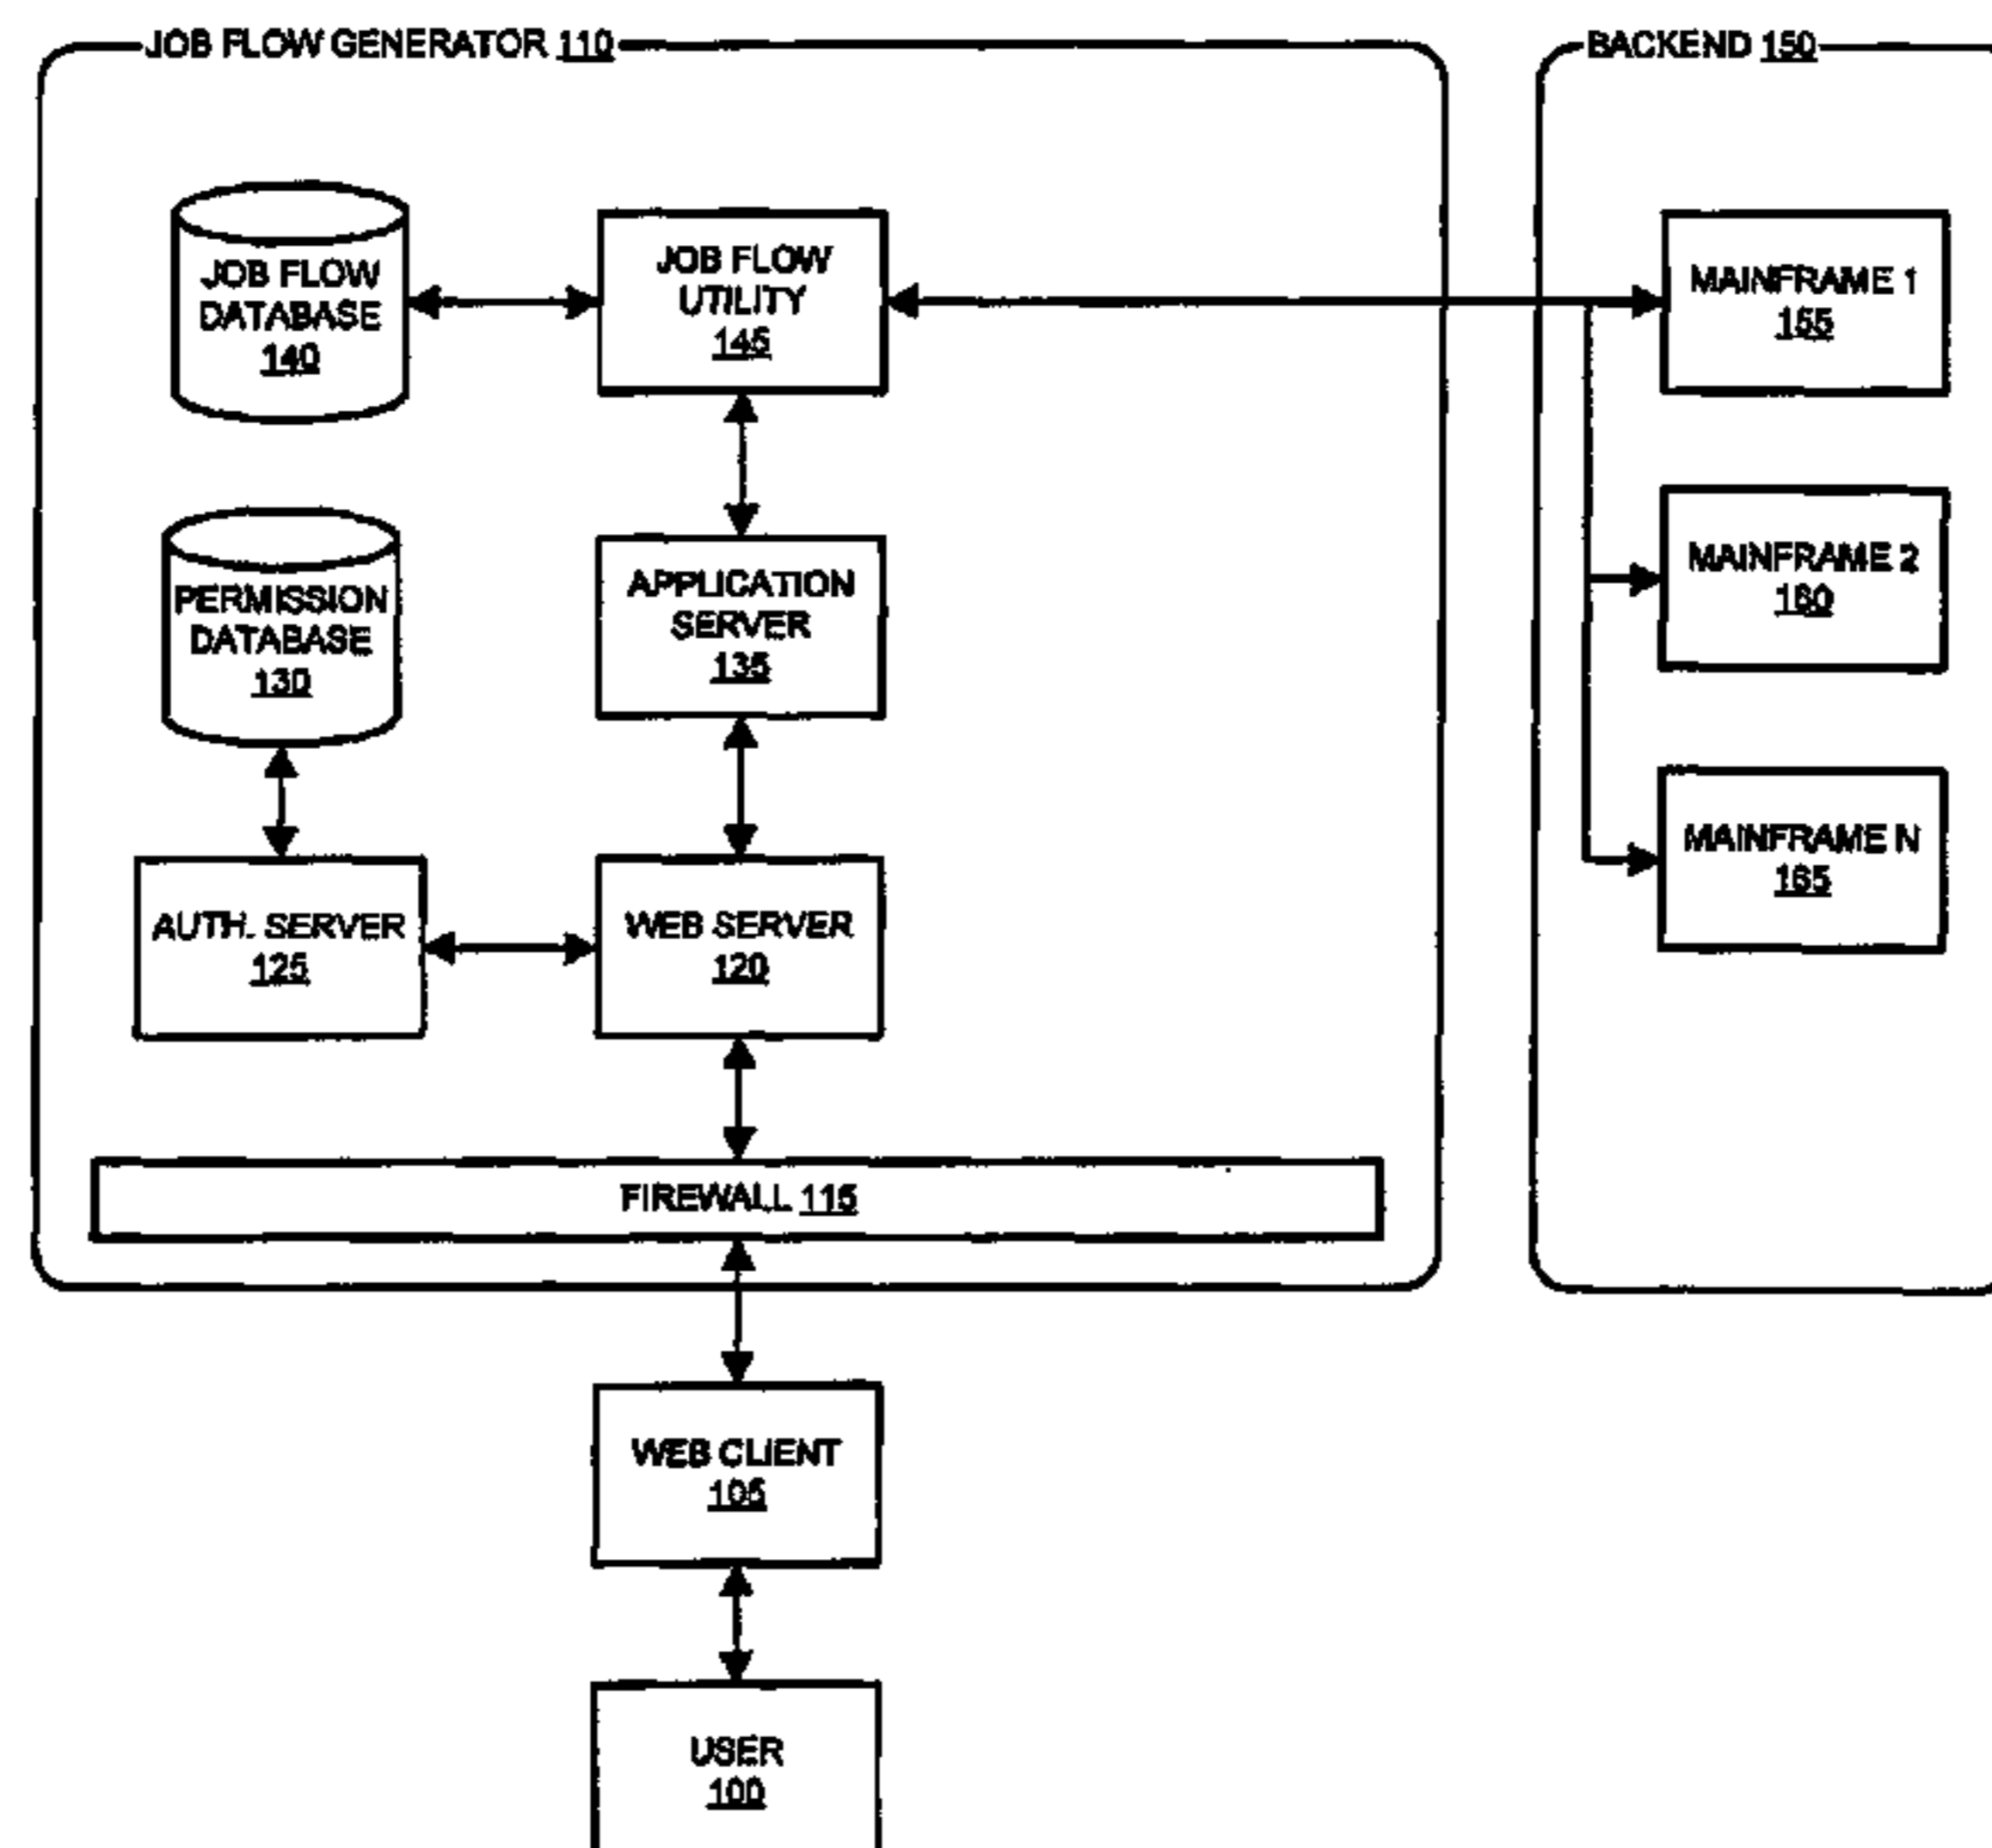 JOB FLOW GENERATOR 110
BACKEND 150
JOB FLOW
DATABASE
140
JOB FLOW
UTILITY
145
MAINFRAME 1
155
PERMISSION
DATABASE
130
APPLICATION
SERVER
135
MAINFRAME 2
160
MAINFRAME N
165
AUTH. SERVER
125
WEB SERVER
120
FIREWALL 115
WEB CLIENT
105
USER
100